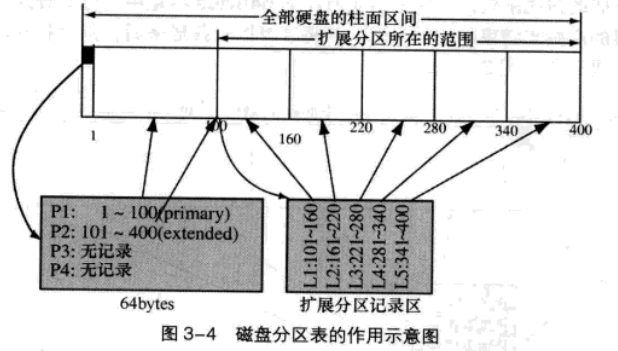 全部硬盘的柱面区间
扩展分区所在的范围
1
100
160
220
280
340
400
P1: 1~100(primary)
P2: 101~400(extended)
P3: 无记录
P4: 无记录
64bytes
L1:101~160
L2:161~220
L3:221~280
L4:281~340
L5:341~400
扩展分区记录区
图 3-4 磁盘分区表的作用示意图